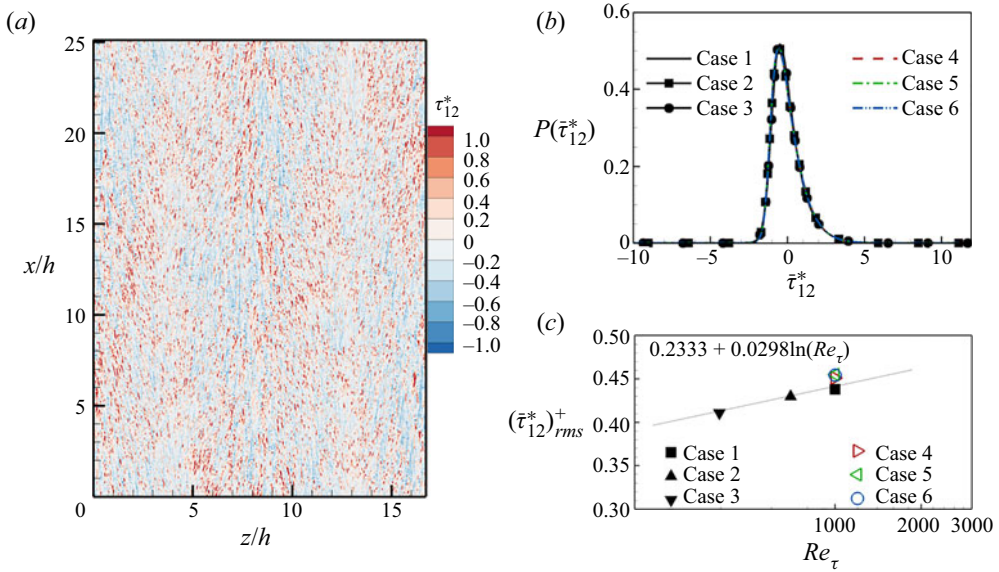 (a)
25
20
15
10
5
0
x/h
0 5 10 15
z/h
τ*12
1.0
0.8
0.6
0.4
0.2
0
–0.2
–0.4
–0.6
–0.8
–1.0
(b)
0.6
0.4
0.2
0
P(τ̄*12)
Case 1
Case 2
Case 3
Case 4
Case 5
Case 6
–10 –5 0 5 10
τ̄*12
(c)
0.50
0.45
0.40
0.35
0.30
(τ̄*12)+rms
0.2333 + 0.0298ln(Reτ)
Case 1
Case 2
Case 3
Case 4
Case 5
Case 6
1000 2000 3000
Reτ